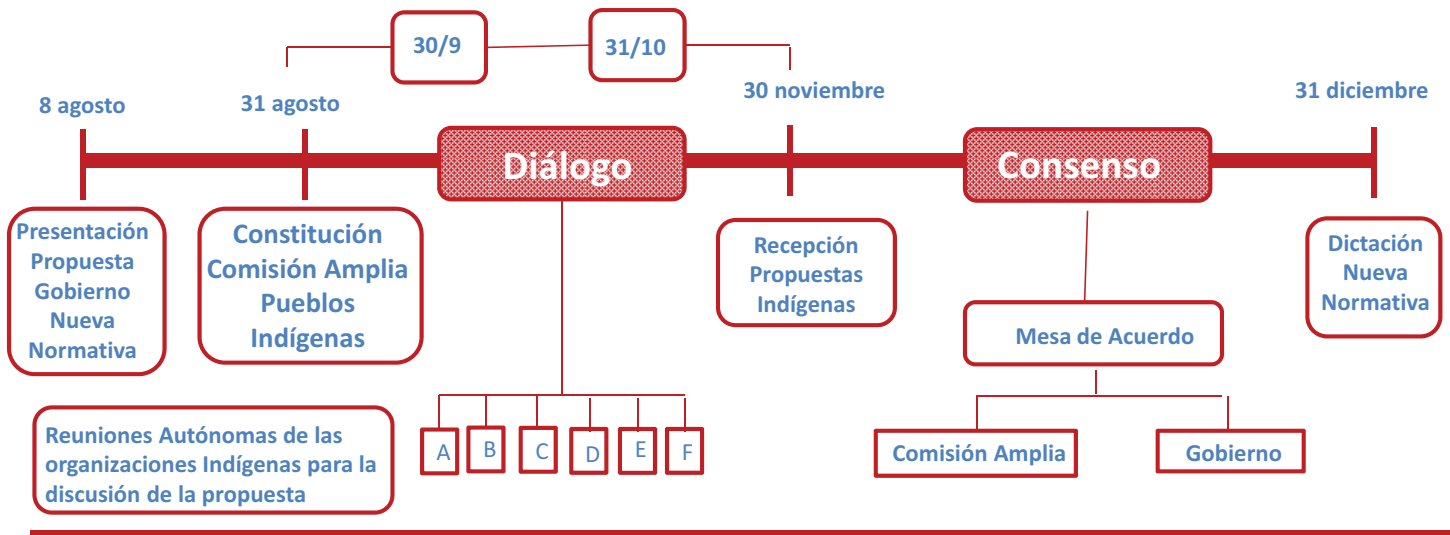 30/9
31/10
8 agosto
31 agosto
30 noviembre
31 diciembre
Diálogo
Consenso
Presentación
Propuesta
Gobierno
Nueva
Normativa
Constitución
Comisión Amplia
Pueblos
Indígenas
Recepción
Propuestas
Indígenas
Dictación
Nueva
Normativa
Mesa de Acuerdo
Reuniones Autónomas de las
organizaciones Indígenas para la
discusión de la propuesta
A
B
C
D
E
F
Comisión Amplia
Gobierno